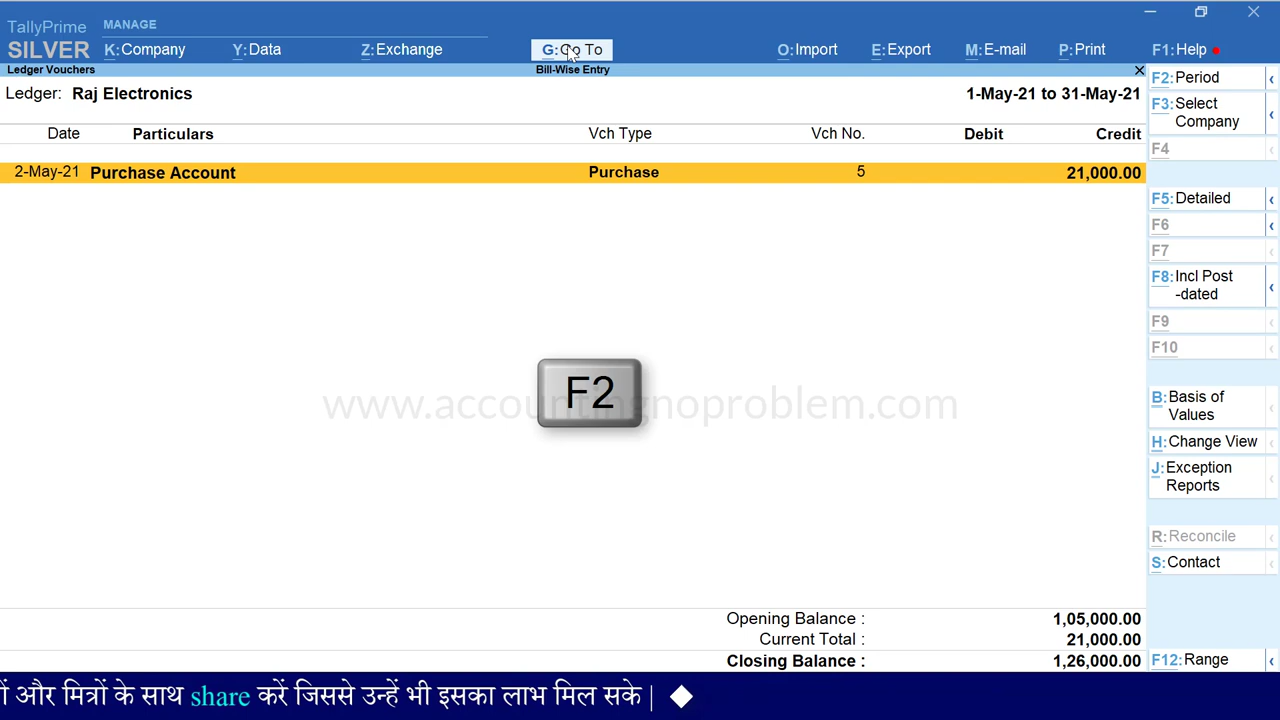 TallyPrime
MANAGE
SILVER
K:Company
Y:Data
Z:Exchange
G:Go To
O:Import
E:Export
M:E-mail
P:Print
F1:Help
Ledger Vouchers
Bill-Wise Entry
Ledger: Raj Electronics
1-May-21 to 31-May-21
Date Particulars Vch Type Vch No. Debit Credit
2-May-21 Purchase Account Purchase 5 21,000.00
F2
www.accountingnoproblem.com
Opening Balance : 1,05,000.00
Current Total : 21,000.00
Closing Balance : 1,26,000.00
F2:Period
F3:Select
Company
F4
F5:Detailed
F6
F7
F8:Incl Post
-dated
F9
F10
B:Basis of
Values
H:Change View
J:Exception
Reports
R:Reconcile
S:Contact
F12:Range
और मित्रों के साथ share करें जिससे उन्हें भी इसका लाभ मिल सके |